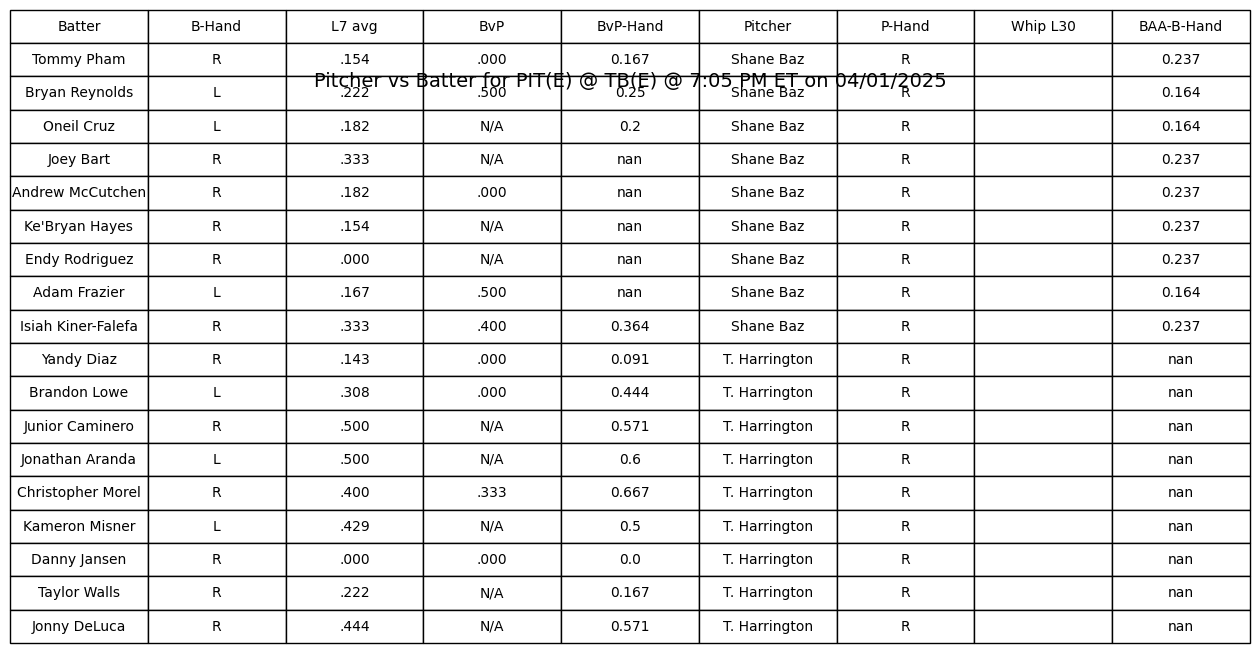 Batter B-Hand L7 avg BvP BvP-Hand Pitcher P-Hand Whip L30 BAA-B-Hand
Tommy Pham R .154 .000 0.167 Shane Baz R 0.237
Pitcher vs Batter for PIT(E) @ TB(E) @ 7:05 PM ET on 04/01/2025
Bryan Reynolds L .222 .500 0.25 Shane Baz R 0.164
Oneil Cruz L .182 N/A 0.2 Shane Baz R 0.164
Joey Bart R .333 N/A nan Shane Baz R 0.237
Andrew McCutchen R .182 .000 nan Shane Baz R 0.237
Ke'Bryan Hayes R .154 N/A nan Shane Baz R 0.237
Endy Rodriguez R .000 N/A nan Shane Baz R 0.237
Adam Frazier L .167 .500 nan Shane Baz R 0.164
Isiah Kiner-Falefa R .333 .400 0.364 Shane Baz R 0.237
Yandy Diaz R .143 .000 0.091 T. Harrington R nan
Brandon Lowe L .308 .000 0.444 T. Harrington R nan
Junior Caminero R .500 N/A 0.571 T. Harrington R nan
Jonathan Aranda L .500 N/A 0.6 T. Harrington R nan
Christopher Morel R .400 .333 0.667 T. Harrington R nan
Kameron Misner L .429 N/A 0.5 T. Harrington R nan
Danny Jansen R .000 .000 0.0 T. Harrington R nan
Taylor Walls R .222 N/A 0.167 T. Harrington R nan
Jonny DeLuca R .444 N/A 0.571 T. Harrington R nan